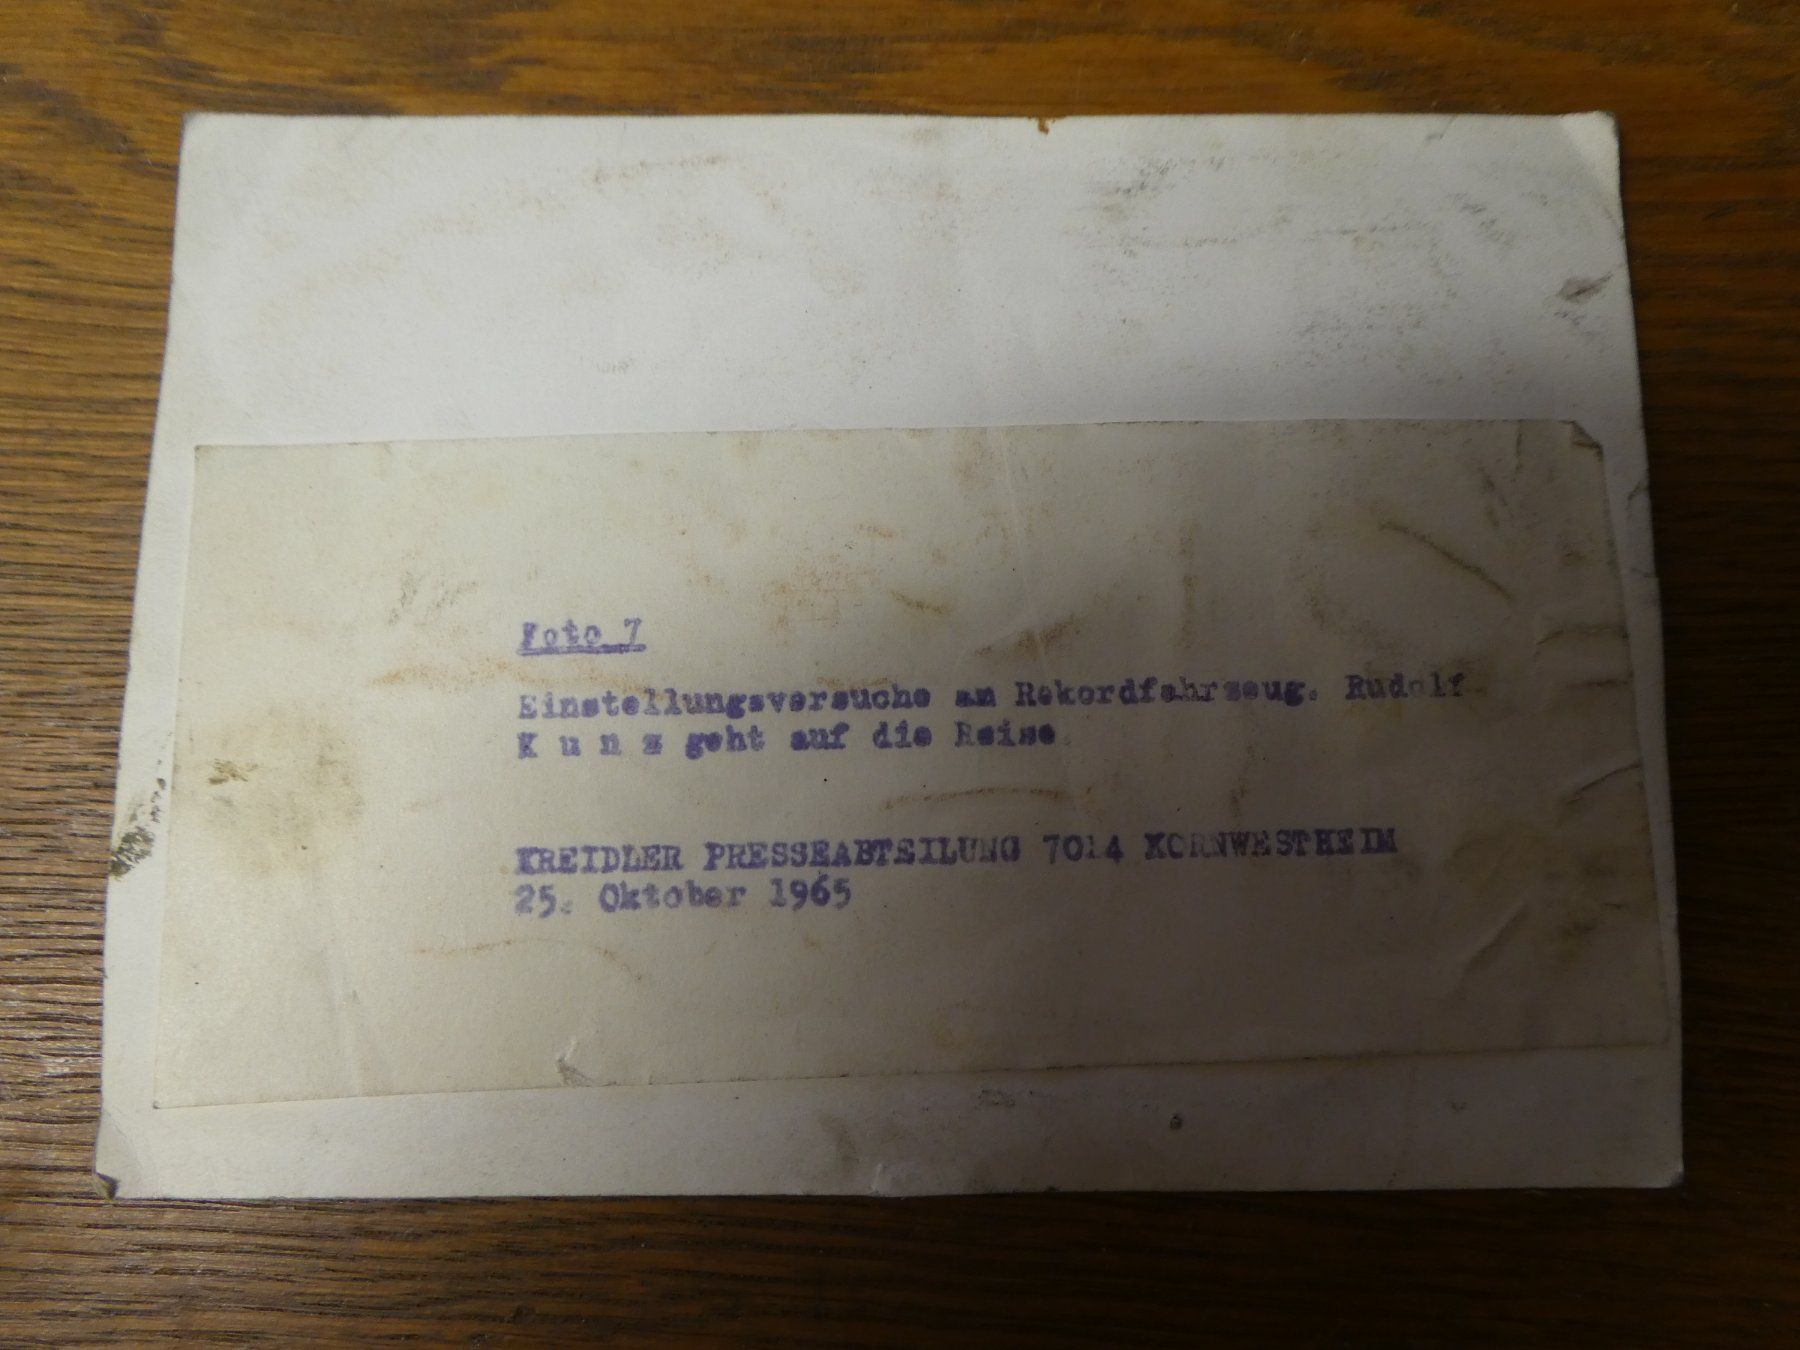 Foto 7
Einstellungsversuche am Rekordfahrzeug. Rudolf
K u n z geht auf die Reise
KREIDLER PRESSEABTEILUNG 7014 KORNWESTHEIM
25. Oktober 1965